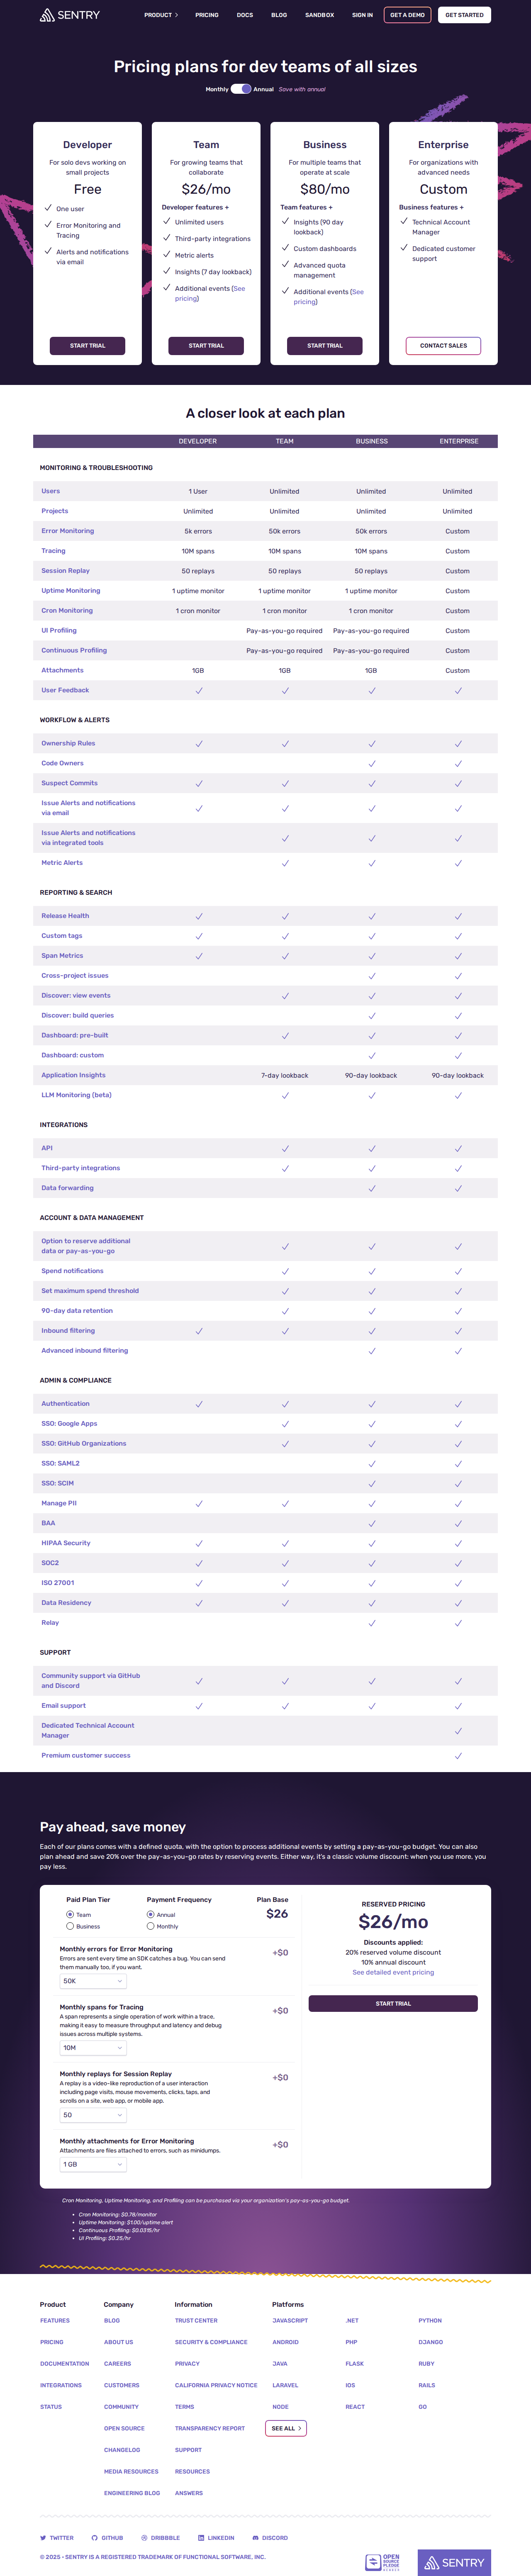 SENTRY
PRODUCT
PRICING
DOCS
BLOG
SANDBOX
SIGN IN
GET A DEMO
GET STARTED
Pricing plans for dev teams of all sizes
Monthly Annual Save with annual
Developer
For solo devs working on
small projects
Free
One user
Error Monitoring and
Tracing
Alerts and notifications
via email
START TRIAL
Team
For growing teams that
collaborate
$26/mo
Developer features +
Unlimited users
Third-party integrations
Metric alerts
Insights (7 day lookback)
Additional events (See
pricing)
START TRIAL
Business
For multiple teams that
operate at scale
$80/mo
Team features +
Insights (90 day
lookback)
Custom dashboards
Advanced quota
management
Additional events (See
pricing)
START TRIAL
Enterprise
For organizations with
advanced needs
Custom
Business features +
Technical Account
Manager
Dedicated customer
support
CONTACT SALES
A closer look at each plan
DEVELOPER TEAM BUSINESS ENTERPRISE
MONITORING & TROUBLESHOOTING
Users 1 User Unlimited Unlimited Unlimited
Projects Unlimited Unlimited Unlimited Unlimited
Error Monitoring 5k errors 50k errors 50k errors Custom
Tracing 10M spans 10M spans 10M spans Custom
Session Replay 50 replays 50 replays 50 replays Custom
Uptime Monitoring 1 uptime monitor 1 uptime monitor 1 uptime monitor Custom
Cron Monitoring 1 cron monitor 1 cron monitor 1 cron monitor Custom
UI Profiling Pay-as-you-go required Pay-as-you-go required Custom
Continuous Profiling Pay-as-you-go required Pay-as-you-go required Custom
Attachments 1GB 1GB 1GB Custom
User Feedback
WORKFLOW & ALERTS
Ownership Rules
Code Owners
Suspect Commits
Issue Alerts and notifications
via email
Issue Alerts and notifications
via integrated tools
Metric Alerts
REPORTING & SEARCH
Release Health
Custom tags
Span Metrics
Cross-project issues
Discover: view events
Discover: build queries
Dashboard: pre-built
Dashboard: custom
Application Insights 7-day lookback 90-day lookback 90-day lookback
LLM Monitoring (beta)
INTEGRATIONS
API
Third-party integrations
Data forwarding
ACCOUNT & DATA MANAGEMENT
Option to reserve additional
data or pay-as-you-go
Spend notifications
Set maximum spend threshold
90-day data retention
Inbound filtering
Advanced inbound filtering
ADMIN & COMPLIANCE
Authentication
SSO: Google Apps
SSO: GitHub Organizations
SSO: SAML2
SSO: SCIM
Manage PII
BAA
HIPAA Security
SOC2
ISO 27001
Data Residency
Relay
SUPPORT
Community support via GitHub
and Discord
Email support
Dedicated Technical Account
Manager
Premium customer success
Pay ahead, save money
Each of our plans comes with a defined quota, with the option to process additional events by setting a pay-as-you-go budget. You can also
plan ahead and save 20% over the pay-as-you-go rates by reserving events. Either way, it's a classic volume discount: when you use more, you
pay less.
Paid Plan Tier
Team
Business
Payment Frequency
Annual
Monthly
Plan Base
$26
Monthly errors for Error Monitoring
Errors are sent every time an SDK catches a bug. You can send
them manually too, if you want.
50K
+$0
Monthly spans for Tracing
A span represents a single operation of work within a trace,
making it easy to measure throughput and latency and debug
issues across multiple systems.
10M
+$0
Monthly replays for Session Replay
A replay is a video-like reproduction of a user interaction
including page visits, mouse movements, clicks, taps, and
scrolls on a site, web app, or mobile app.
50
+$0
Monthly attachments for Error Monitoring
Attachments are files attached to errors, such as minidumps.
1 GB
+$0
RESERVED PRICING
$26/mo
Discounts applied:
20% reserved volume discount
10% annual discount
See detailed event pricing
START TRIAL
Cron Monitoring, Uptime Monitoring, and Profiling can be purchased via your organization's pay-as-you-go budget.
Cron Monitoring: $0.78/monitor
Uptime Monitoring: $1.00/uptime alert
Continuous Profiling: $0.0315/hr
UI Profiling: $0.25/hr
Product
FEATURES
PRICING
DOCUMENTATION
INTEGRATIONS
STATUS
Company
BLOG
ABOUT US
CAREERS
CUSTOMERS
COMMUNITY
OPEN SOURCE
CHANGELOG
MEDIA RESOURCES
ENGINEERING BLOG
Information
TRUST CENTER
SECURITY & COMPLIANCE
PRIVACY
CALIFORNIA PRIVACY NOTICE
TERMS
TRANSPARENCY REPORT
SUPPORT
RESOURCES
ANSWERS
Platforms
JAVASCRIPT
ANDROID
JAVA
LARAVEL
NODE
SEE ALL
.NET
PHP
FLASK
IOS
REACT
PYTHON
DJANGO
RUBY
RAILS
GO
TWITTER
GITHUB
DRIBBBLE
LINKEDIN
DISCORD
© 2025 • SENTRY IS A REGISTERED TRADEMARK OF FUNCTIONAL SOFTWARE, INC.
OPEN
SOURCE
PLEDGE
MEMBER
SENTRY